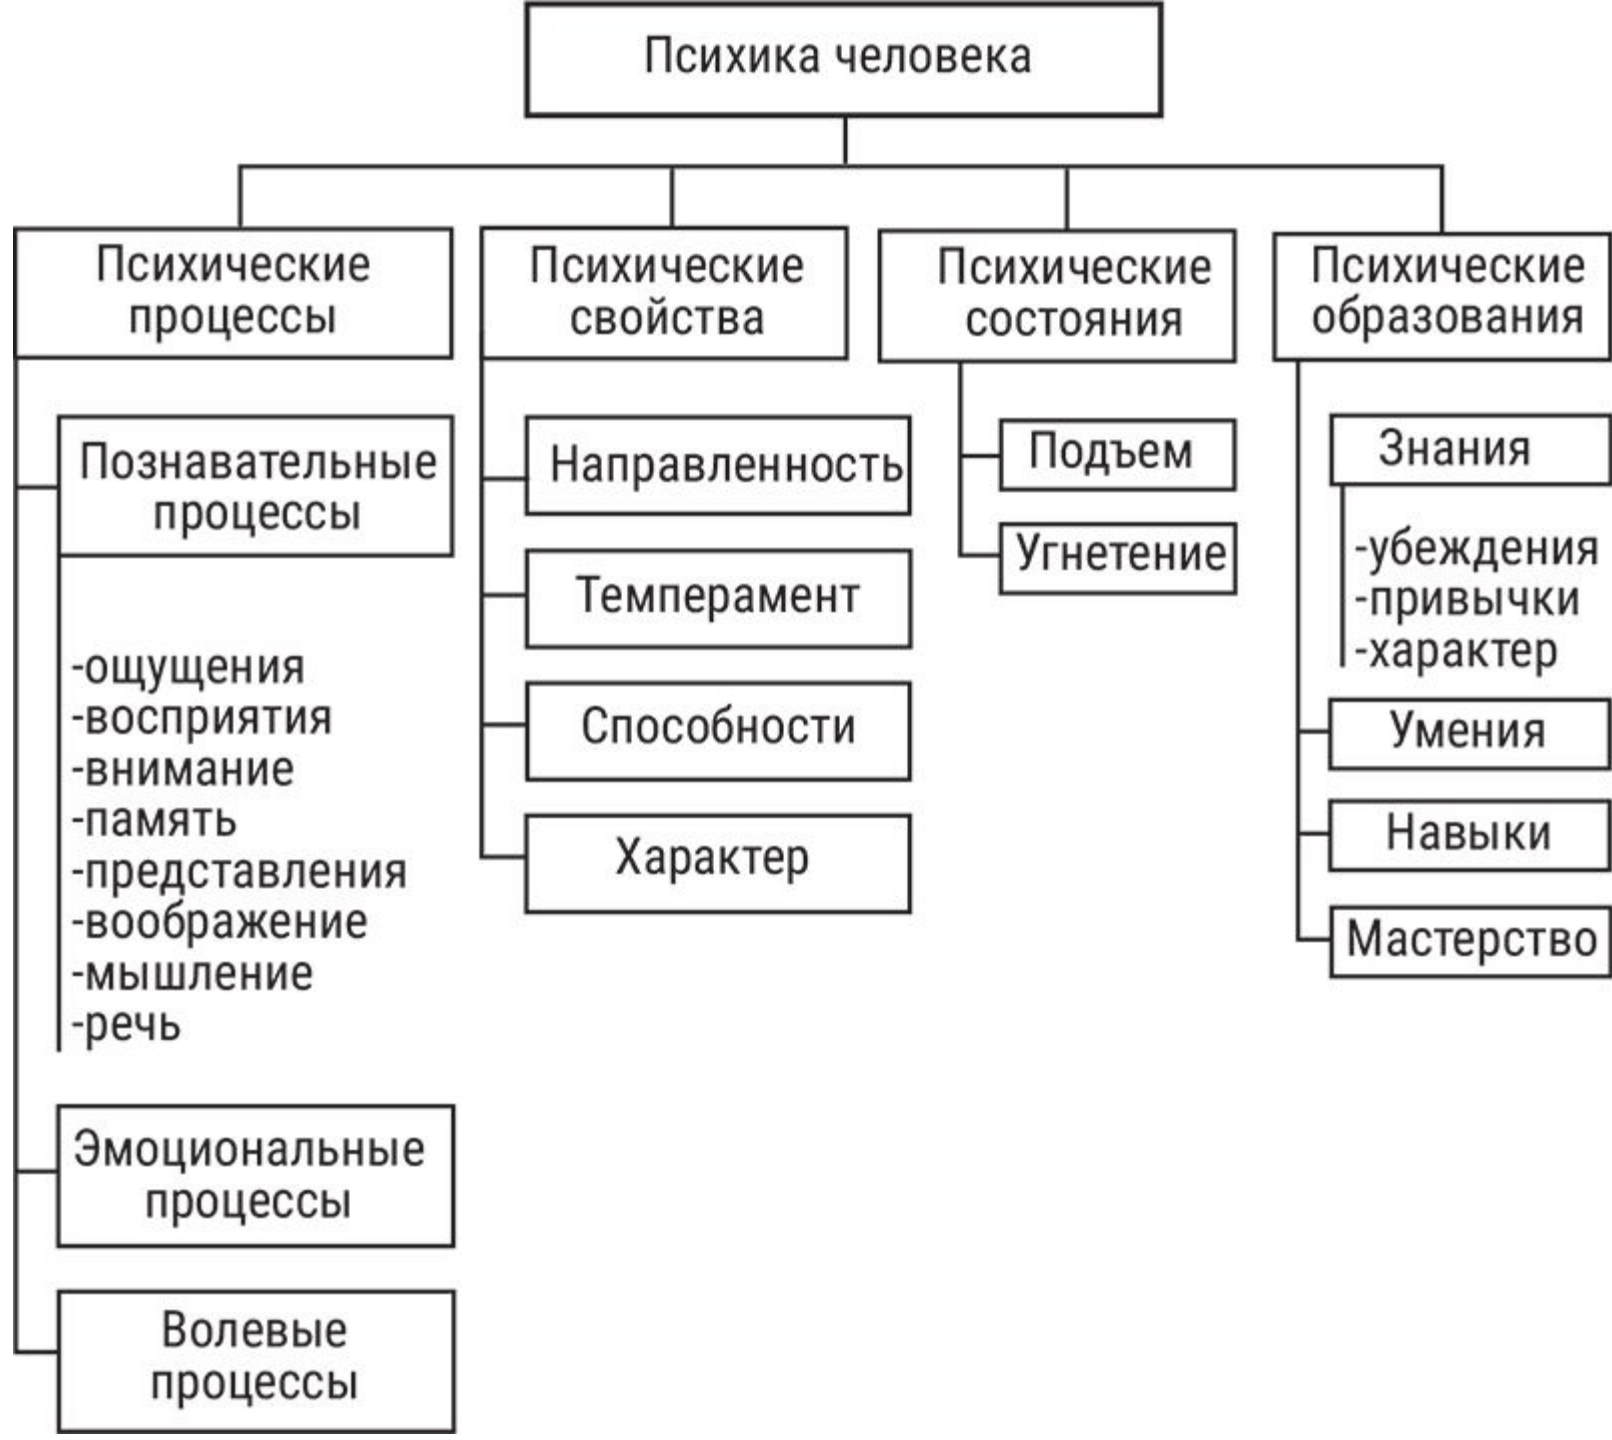 Психика человека
Психические
процессы
Познавательные
процессы
-ощущения
-восприятия
-внимание
-память
-представления
-воображение
-мышление
-речь
Эмоциональные
процессы
Волевые
процессы
Психические
свойства
Направленность
Темперамент
Способности
Характер
Психические
состояния
Подъем
Угнетение
Психические
образования
Знания
-убеждения
-привычки
-характер
Умения
Навыки
Мастерство